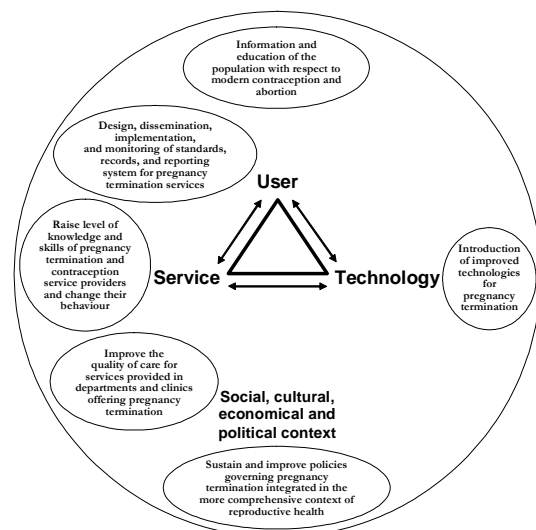 Information and
education of the
population with respect to
modern contraception and
abortion
Design, dissemination,
implementation,
and monitoring of standards,
records, and reporting
system for pregnancy
termination services
User
Raise level of
knowledge and
skills of pregnancy
termination and
contraception
service providers
and change their
behaviour
Service
Technology
Introduction
of improved
technologies
for
pregnancy
termination
Improve the
quality of care for
services provided in
departments and clinics
offering pregnancy
termination
Social, cultural,
economical and
political context
Sustain and improve policies
governing pregnancy
termination integrated in the
more comprehensive context of
reproductive health